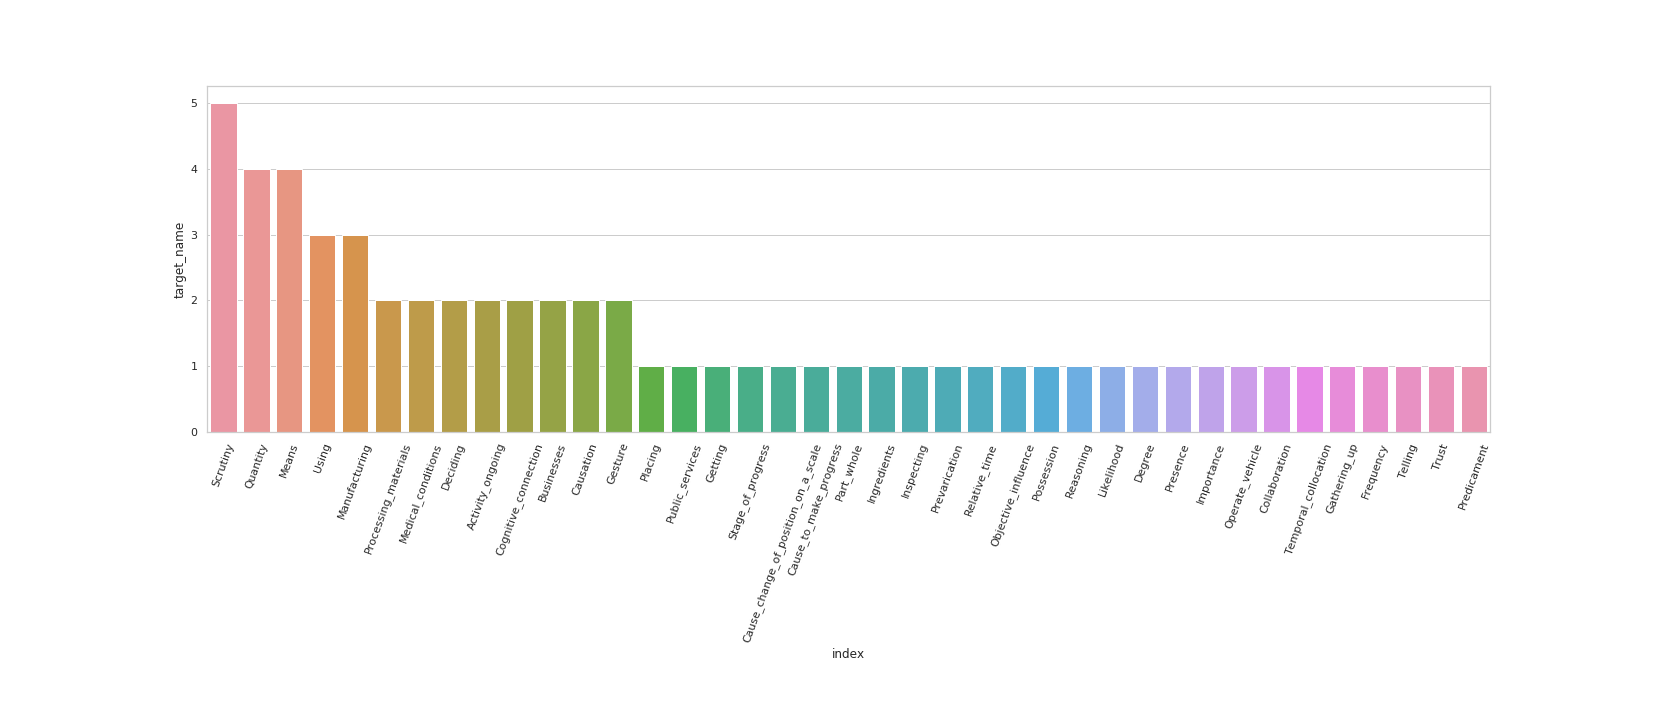 5
4
3
2
1
0
target_name
Scrutiny
Quantity
Means
Using
Manufacturing
Processing_materials
Medical_conditions
Deciding
Activity_ongoing
Cognitive_connection
Businesses
Causation
Gesture
Placing
Public_services
Getting
Stage_of_progress
Cause_change_of_position_on_a_scale
Cause_to_make_progress
Part_whole
Ingredients
Inspecting
Prevarication
Relative_time
Objective_influence
Possession
Reasoning
Likelihood
Degree
Presence
Importance
Operate_vehicle
Collaboration
Temporal_collocation
Gathering_up
Frequency
Telling
Trust
Predicament
index